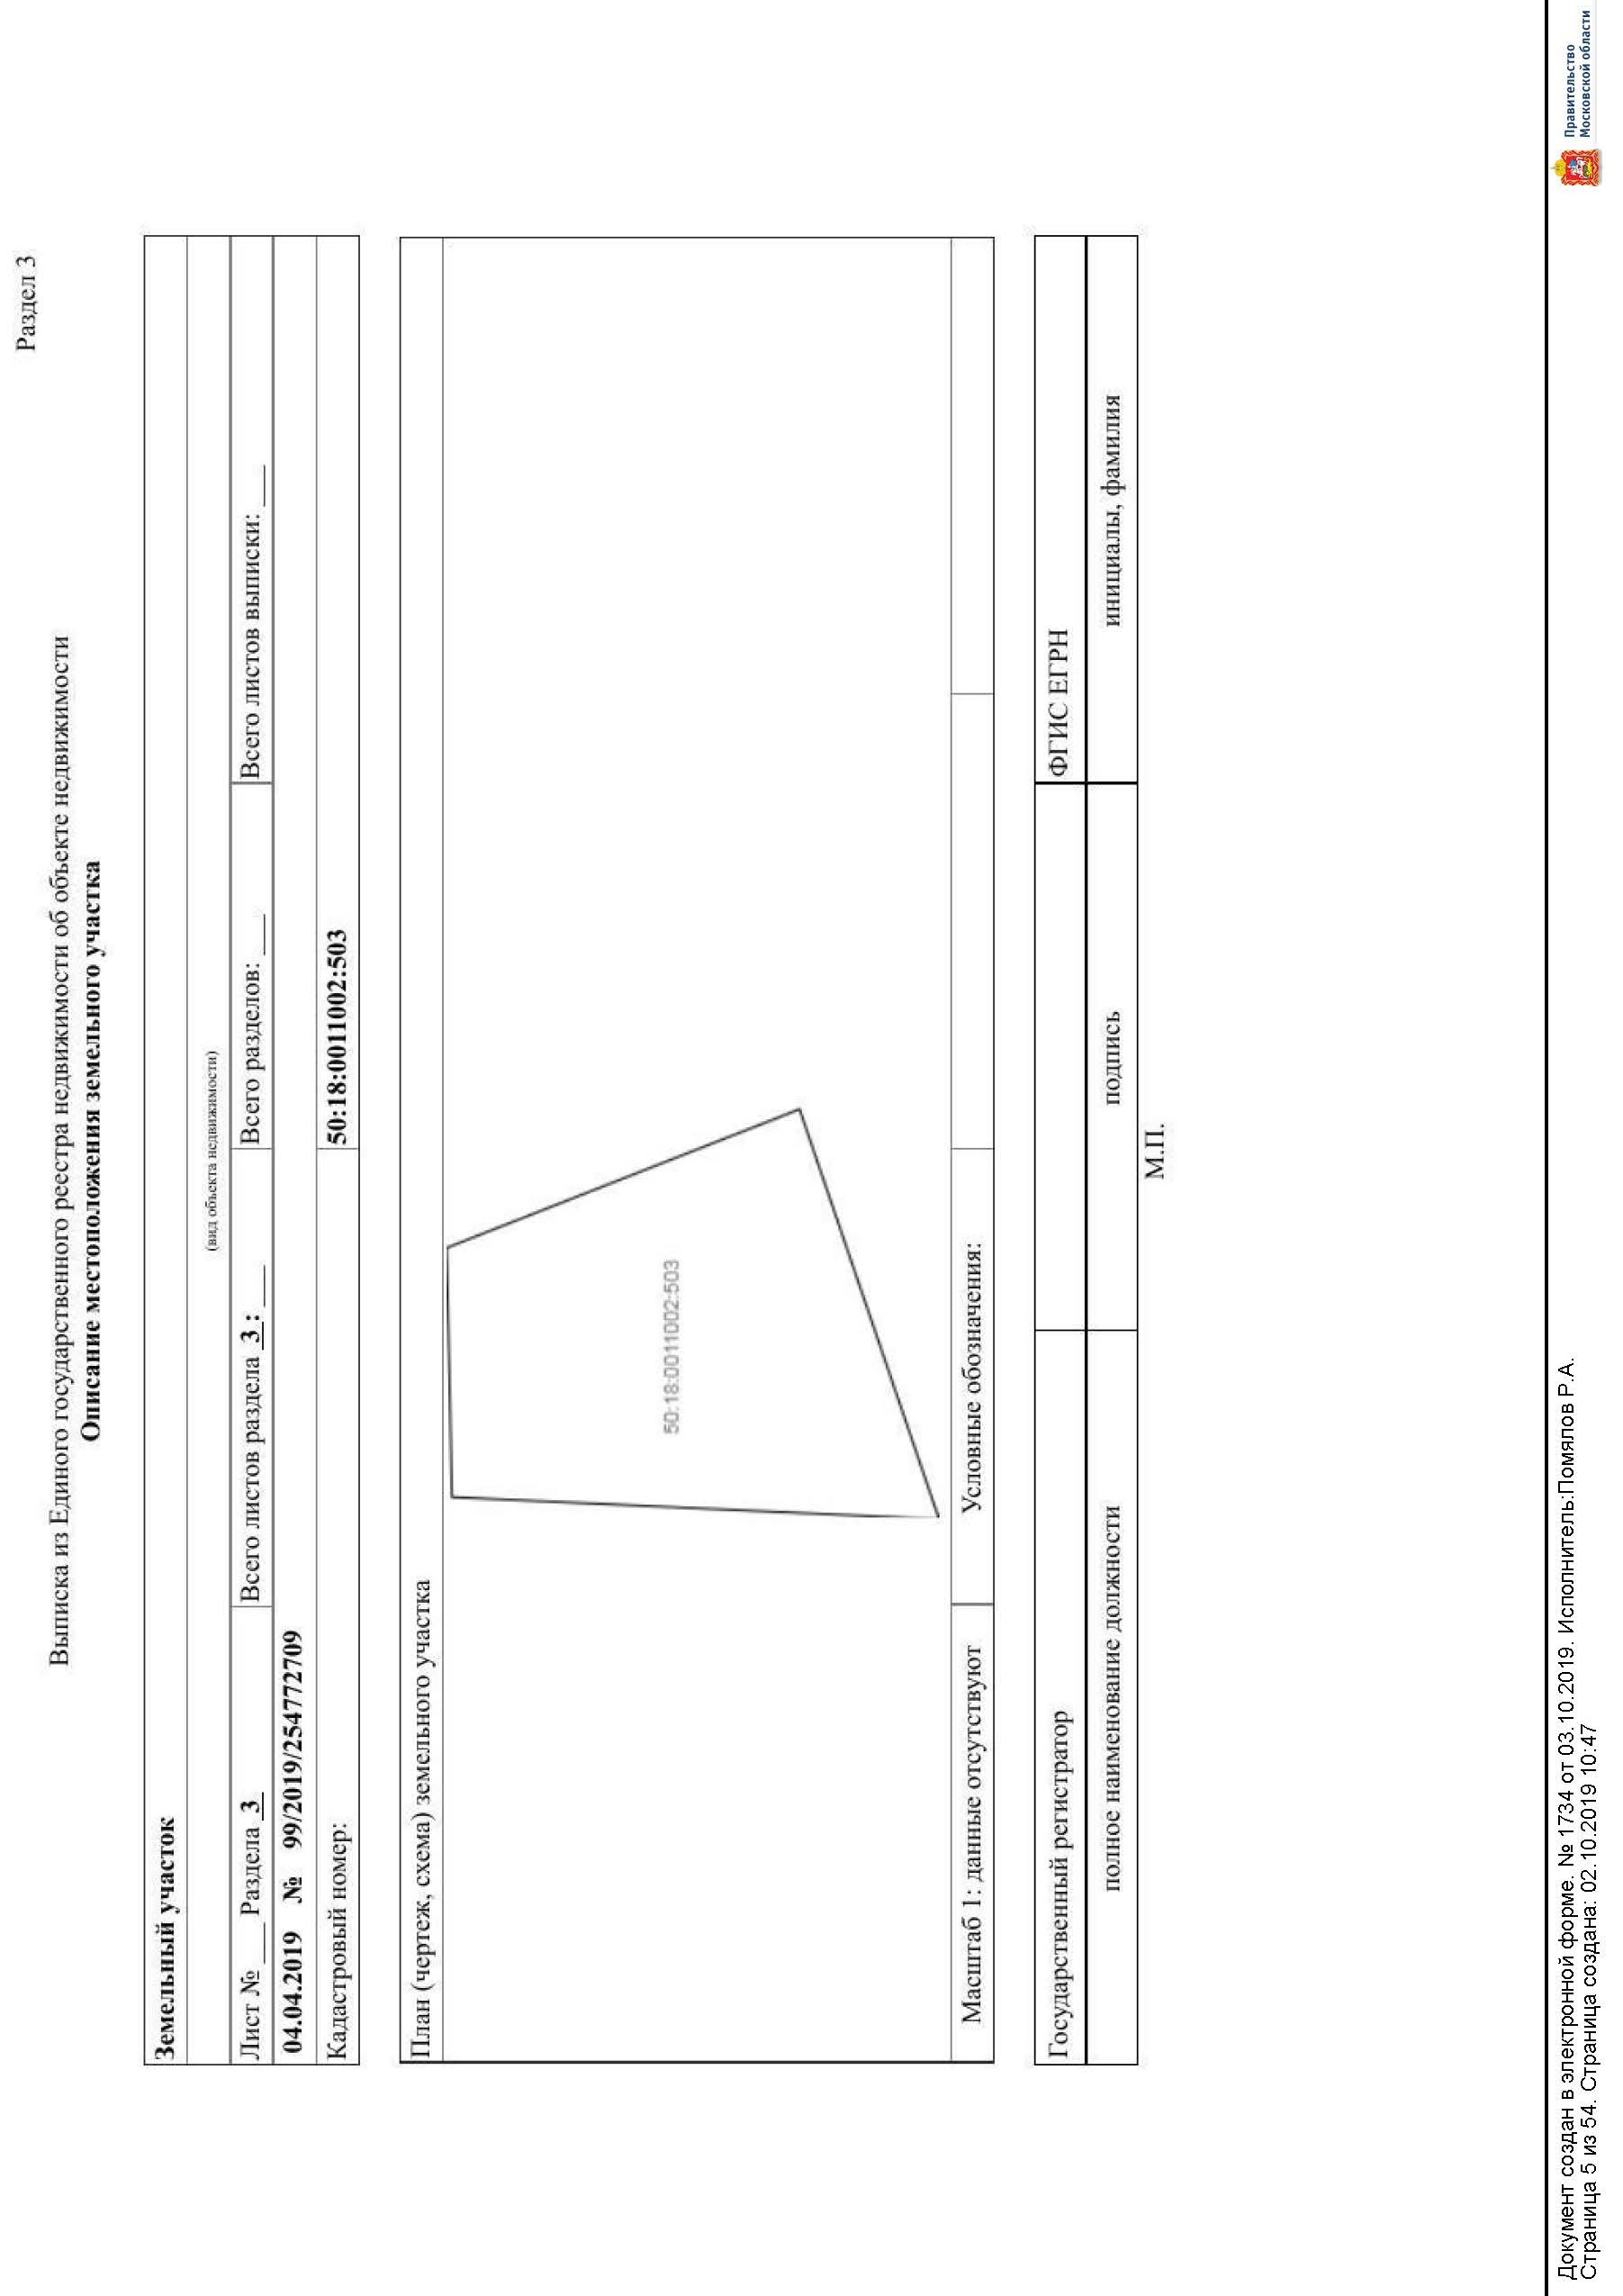 Раздел 3
Выписка из Единого государственного реестра недвижимости об объекте недвижимости
Описание местоположения земельного участка
Земельный участок
(вид объекта недвижимости)
Лист № ___ Раздела 3 Всего листов раздела 3 : ___ Всего разделов: ___ Всего листов выписки: ___
04.04.2019 № 99/2019/254772709
Кадастровый номер: 50:18:0011002:503
План (чертеж, схема) земельного участка
50:18:0011002:503
Масштаб 1: данные отсутствуют Условные обозначения:
Государственный регистратор ФГИС ЕГРН
полное наименование должности подпись инициалы, фамилия
М.П.
Документ создан в электронной форме. № 1734 от 03.10.2019. Исполнитель:Помялов Р.А.
Страница 5 из 54. Страница создана: 02.10.2019 10:47
Правительство
Московской области